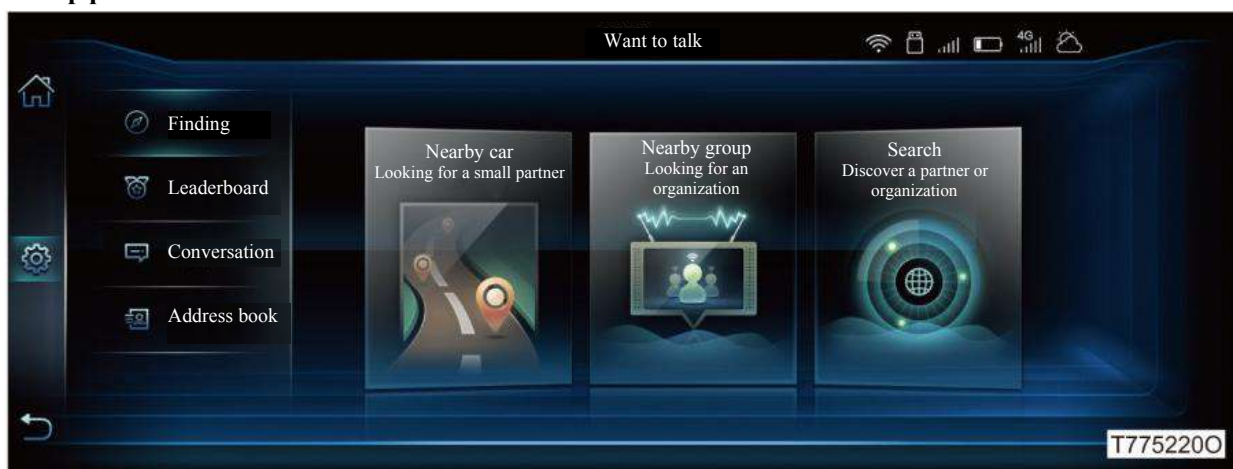 Want to talk
4G
Finding
Leaderboard
Conversation
Address book
Nearby car
Looking for a small partner
Nearby group
Looking for an
organization
Search
Discover a partner or
organization
T775220O